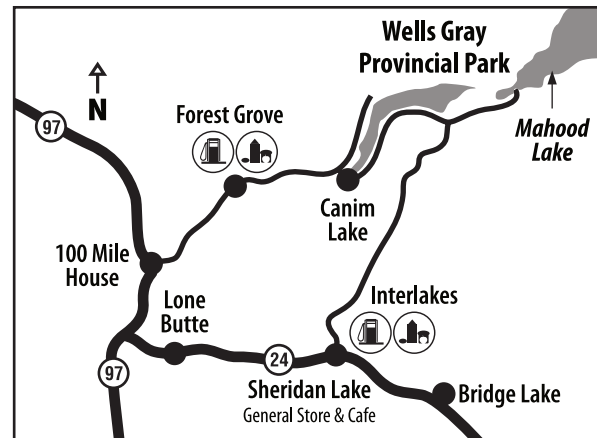 Wells Gray
Provincial Park
N
97
Forest Grove
Mahood
Lake
Canim
Lake
100 Mile
House
Lone
Butte
Interlakes
24
97
Sheridan Lake
General Store & Cafe
Bridge Lake